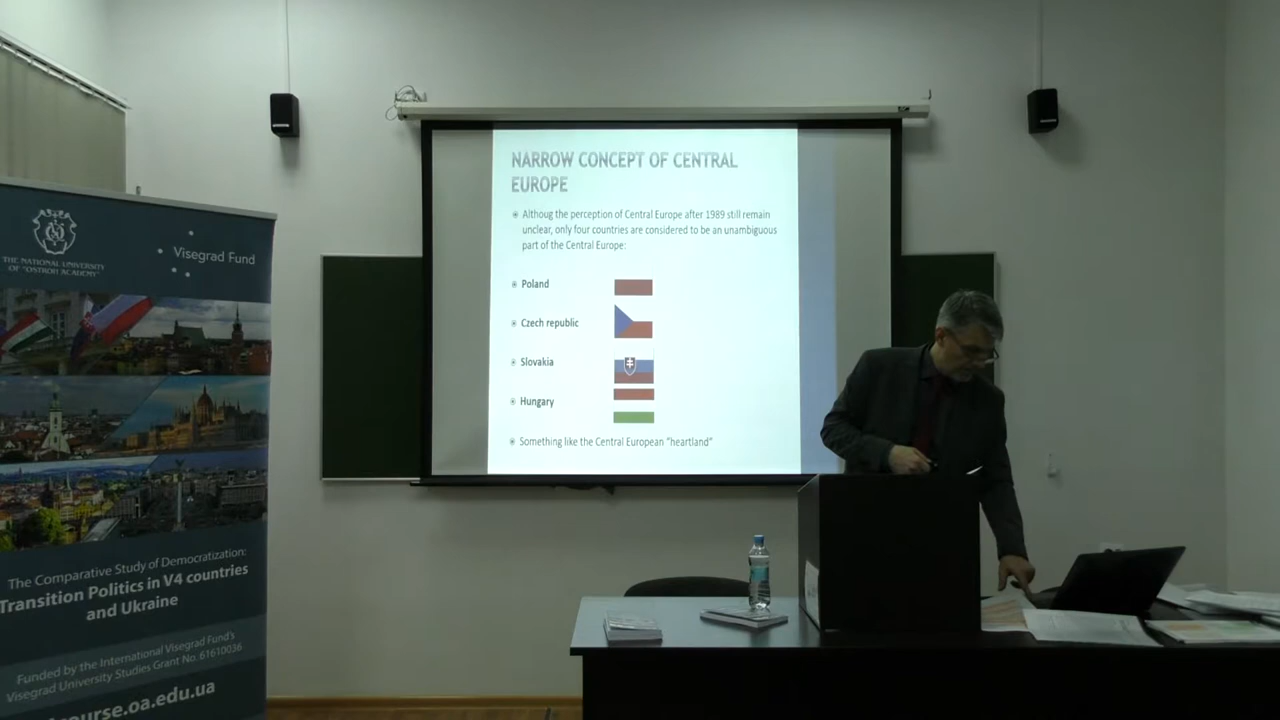 NARROW CONCEPT OF CENTRAL
EUROPE
Althoug the perception of Central Europe after 1989 still remain
unclear, only four countries are considered to be an unambiguous
part of the Central Europe:
Poland
Czech republic
Slovakia
Hungary
Something like the Central European "heartland"
THE NATIONAL UNIVERSITY
OF "OSTROH ACADEMY"
Visegrad Fund
The Comparative Study of Democratization:
Transition Politics in V4 countries
and Ukraine
Funded by the International Visegrad Fund's
Visegrad University Studies Grant No. 61610036
ourse.oa.edu.ua